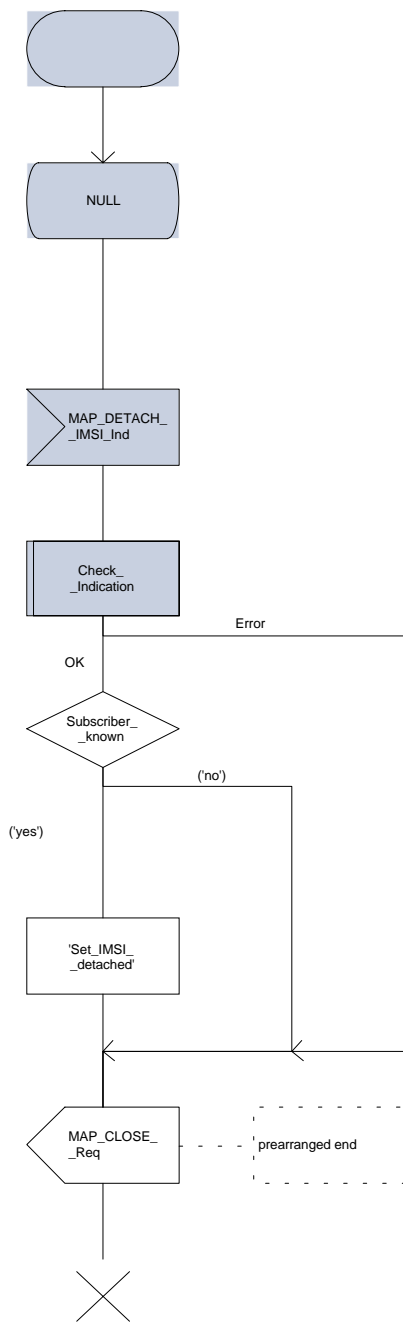 NULL
MAP_DETACH_
_IMSI_Ind
Check_
_Indication
Error
OK
Subscriber_
_known
('no')
('yes')
'Set_IMSI_
_detached'
MAP_CLOSE_
_Req
prearranged end